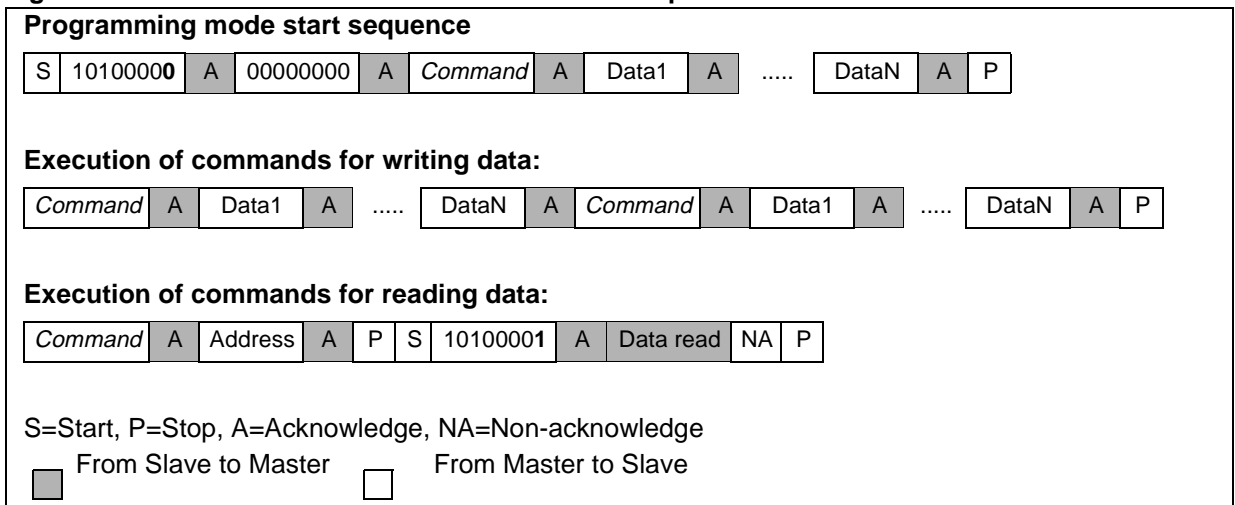 Programming mode start sequence
S 10100000 A 00000000 A Command A Data1 A ..... DataN A P
Execution of commands for writing data:
Command A Data1 A ..... DataN A Command A Data1 A ..... DataN A P
Execution of commands for reading data:
Command A Address A P S 10100001 A Data read NA P
S=Start, P=Stop, A=Acknowledge, NA=Non-acknowledge
From Slave to Master From Master to Slave